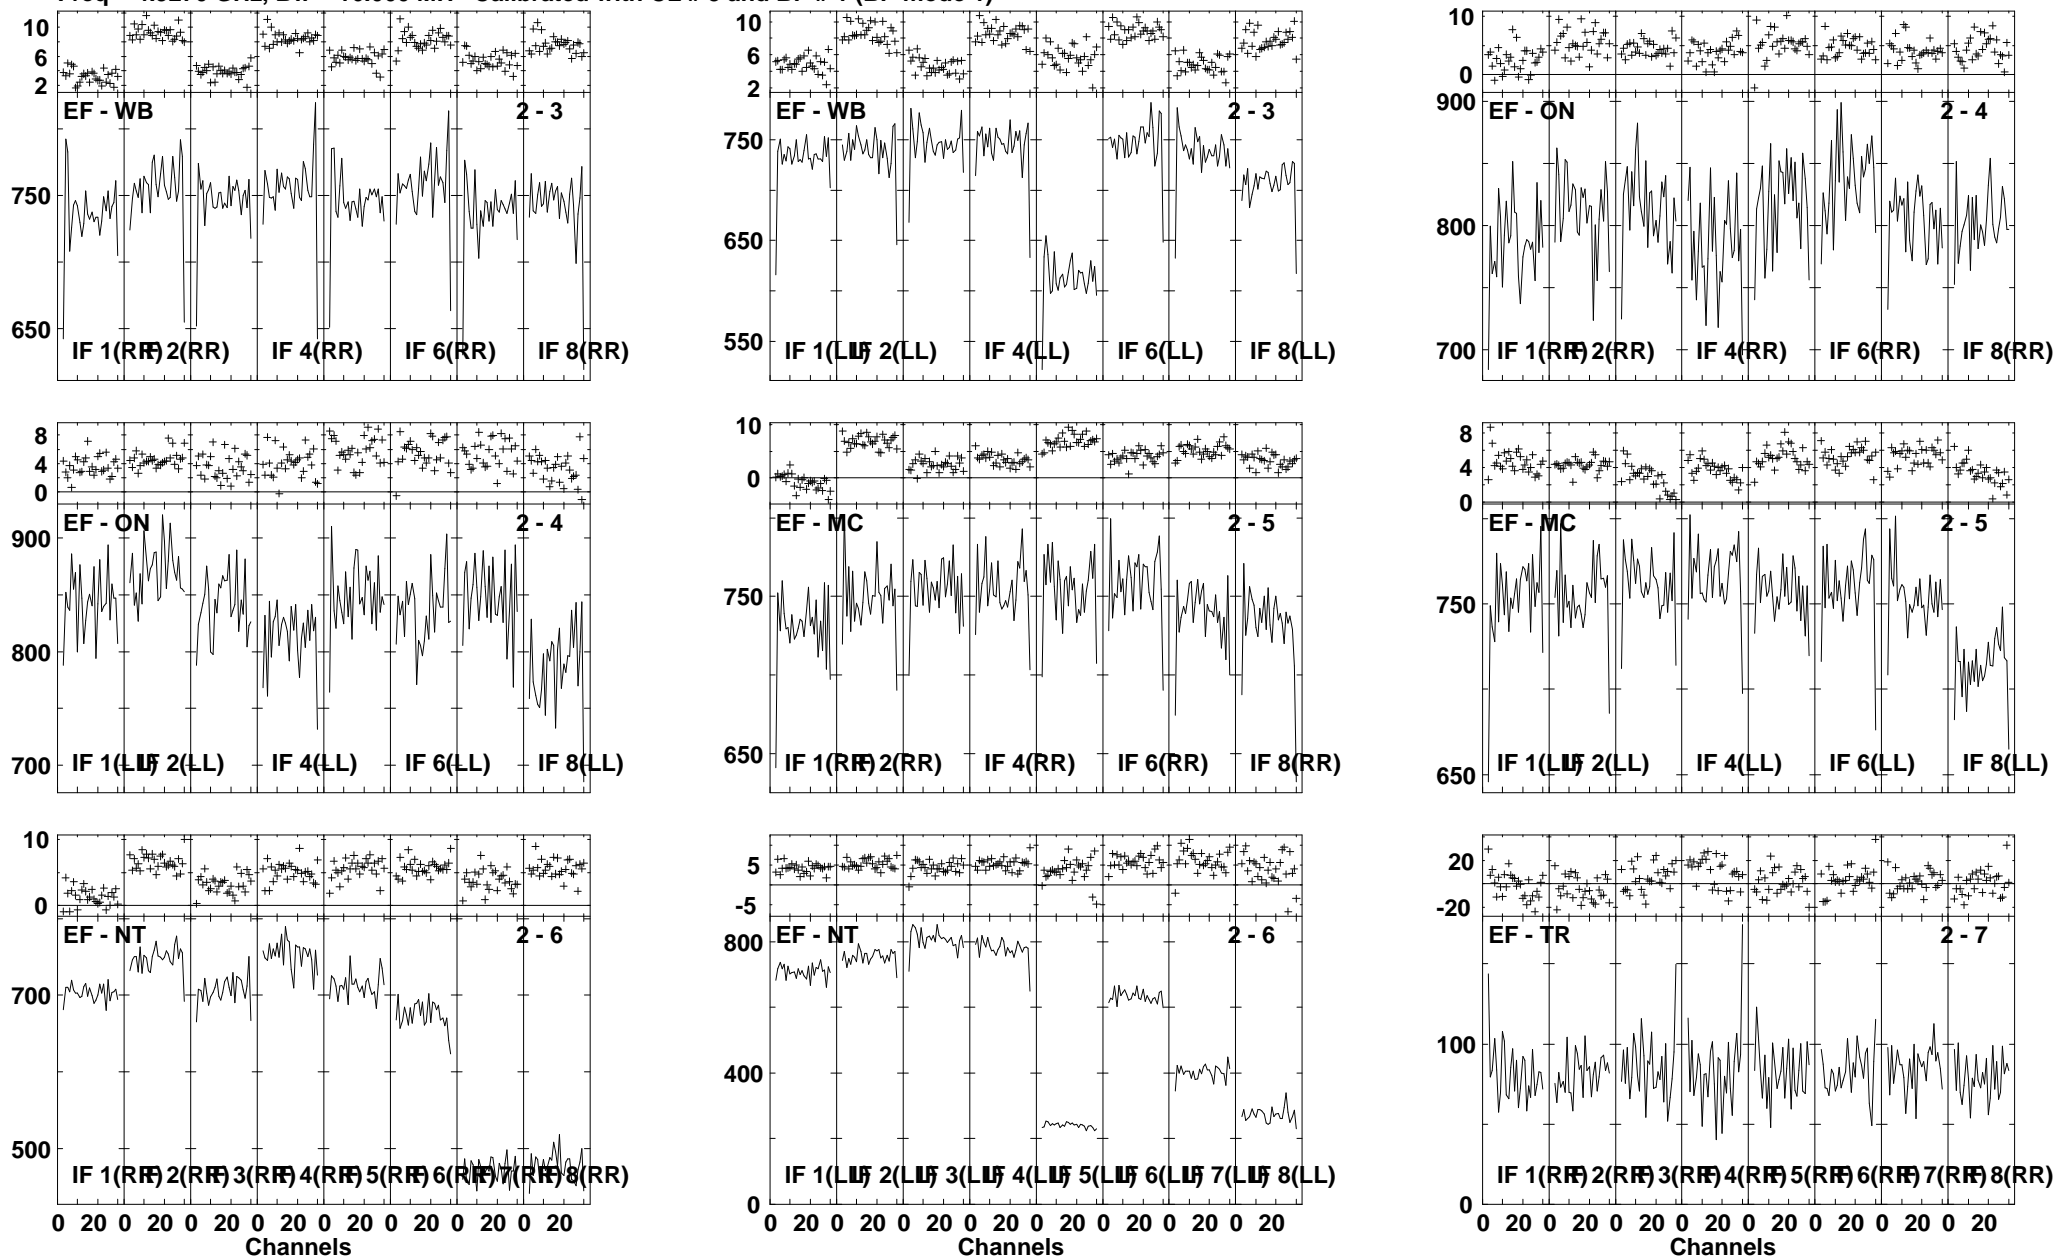 10
6
2
EF - WB 2 - 3
750
650
IF 1(RR) IF 2(RR) IF 4(RR) IF 6(RR) IF 8(RR)
10
6
2
EF - WB 2 - 3
750
650
550
IF 1(LL) IF 2(LL) IF 4(LL) IF 6(LL) IF 8(LL)
10
0
900
EF - ON 2 - 4
800
700
IF 1(RR) IF 2(RR) IF 4(RR) IF 6(RR) IF 8(RR)
8
4
0
EF - ON 2 - 4
900
800
700
IF 1(LL) IF 2(LL) IF 4(LL) IF 6(LL) IF 8(LL)
10
0
EF - MC 2 - 5
750
650
IF 1(RR) IF 2(RR) IF 4(RR) IF 6(RR) IF 8(RR)
8
4
0
EF - MC 2 - 5
750
650
IF 1(LL) IF 2(LL) IF 4(LL) IF 6(LL) IF 8(LL)
10
0
EF - NT 2 - 6
700
500
IF 1(RR) IF 2(RR) IF 3(RR) IF 4(RR) IF 5(RR) IF 6(RR) IF 7(RR) IF 8(RR)
0 20 0 20 0 20 0 20 0 20 0 20 0 20 0 20
Channels
5
-5
EF - NT 2 - 6
800
400
0
IF 1(LL) IF 2(LL) IF 3(LL) IF 4(LL) IF 5(LL) IF 6(LL) IF 7(LL) IF 8(LL)
0 20 0 20 0 20 0 20 0 20 0 20 0 20 0 20
Channels
20
-20
EF - TR 2 - 7
100
0
IF 1(RR) IF 2(RR) IF 3(RR) IF 4(RR) IF 5(RR) IF 6(RR) IF 7(RR) IF 8(RR)
0 20 0 20 0 20 0 20 0 20 0 20 0 20 0 20
Channels